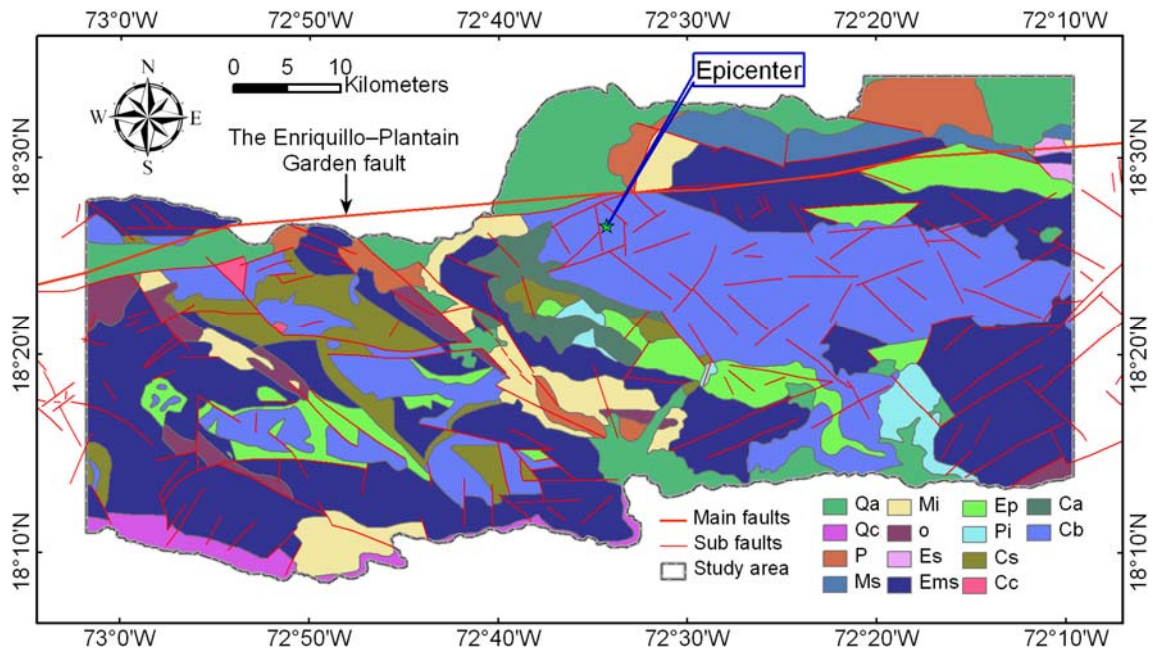 73°0′W 72°50′W 72°40′W 72°30′W 72°20′W 72°10′W
N
W E
S
0 5 10
Kilometers
Epicenter
The Enriquillo–Plantain
Garden fault
18°30′N
18°20′N
18°10′N
18°30′N
18°20′N
18°10′N
Main faults
Sub faults
Study area
Qa Mi Ep Ca
Qc o Pi Cb
P Es Cs
Ms Ems Cc
73°0′W 72°50′W 72°40′W 72°30′W 72°20′W 72°10′W